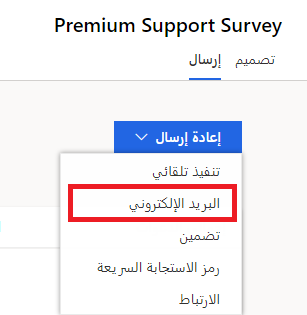 Premium Support Survey
تصميم إرسال
إعادة إرسال
تنفيذ تلقائي
البريد الإلكتروني
تضمين
رمز الاستجابة السريعة
الارتباط